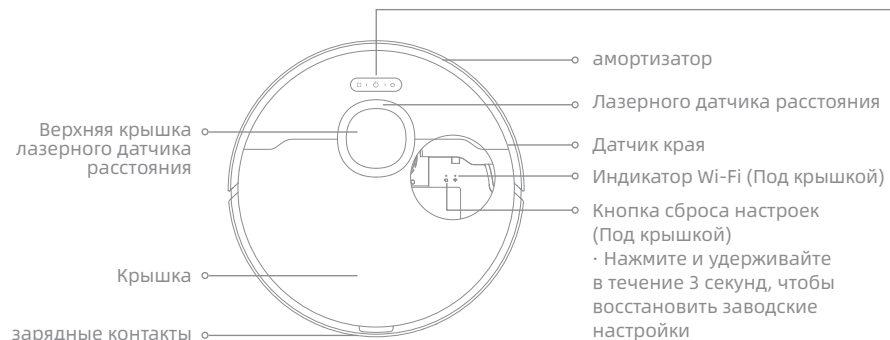 амортизатор
Лазерного датчика расстояния
Верхняя крышка
лазерного датчика
расстояния
Датчик края
Индикатор Wi-Fi (Под крышкой)
Кнопка сброса настроек
(Под крышкой)
· Нажмите и удерживайте
в течение 3 секунд, чтобы
восстановить заводские
настройки
Крышка
зарядные контакты